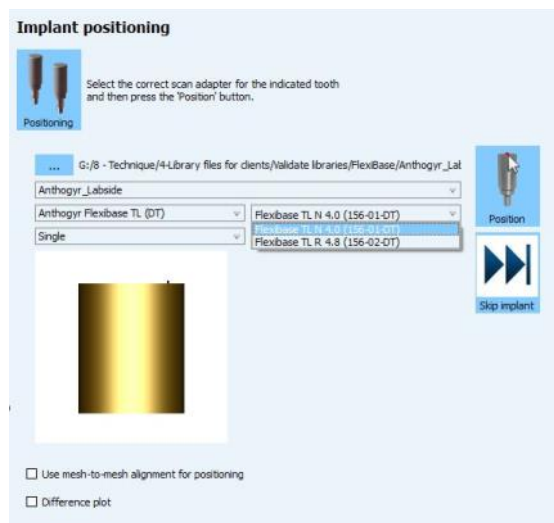 Implant positioning
Select the correct scan adapter for the indicated tooth
and then press the 'Position' button.
Positioning
... G:/8 - Technique/4-Library files for clients/Validate libraries/FlexiBase/Anthogyr_Lab
Anthogyr_Labside
Anthogyr Flexibase TL (DT)
Flexibase TL N 4.0 (156-01-DT)
Position
Single
Flexibase TL N 4.0 (156-01-DT)
Flexibase TL R 4.8 (156-02-DT)
Skip implant
Use mesh-to-mesh alignment for positioning
Difference plot